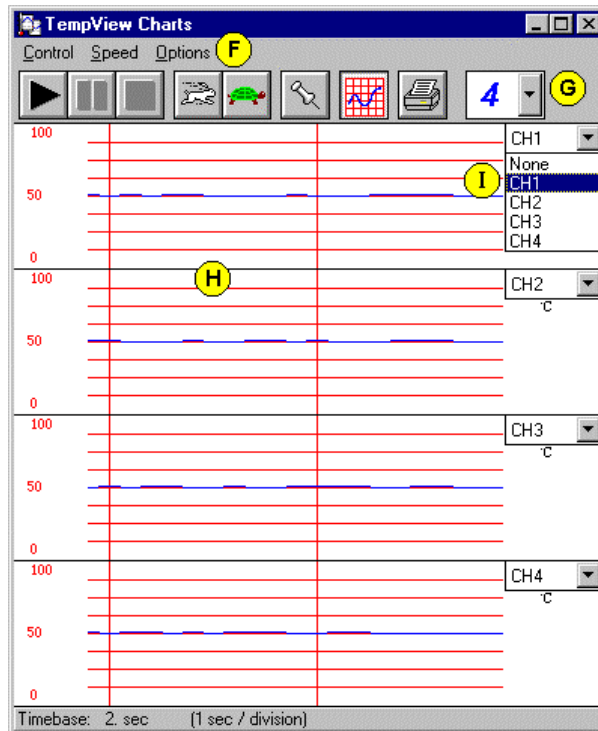 TempView Charts
Control Speed Options F
4 G
100 CH1
None
I CH1
50 CH2
CH3
CH4
0
H
100 CH2
°C
50
0
100 CH3
°C
50
0
100 CH4
°C
50
0
Timebase: 2. sec (1 sec / division)